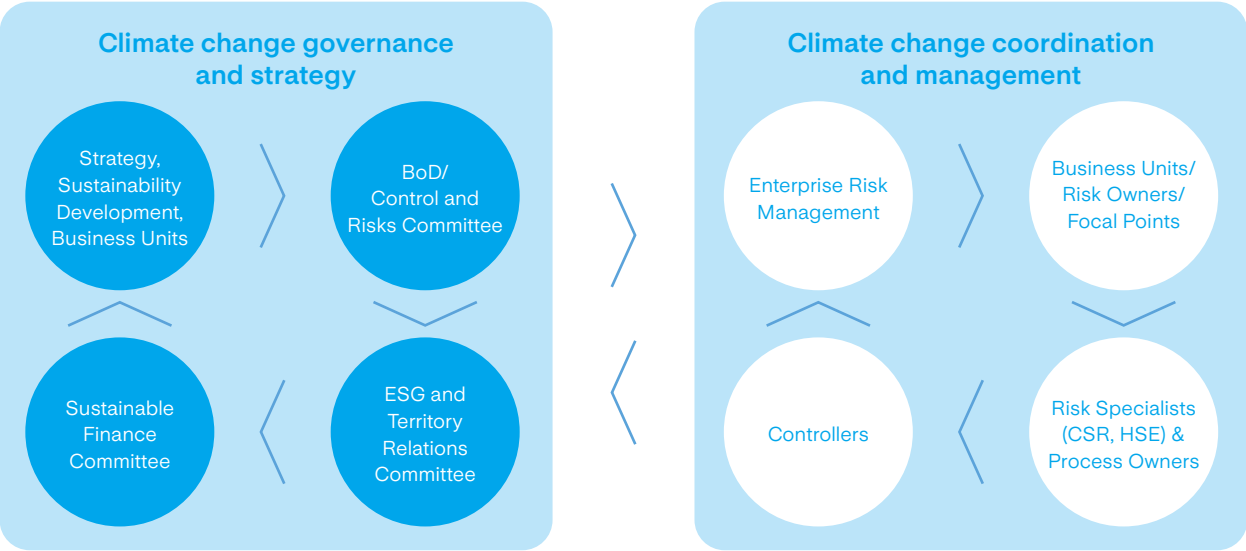 Climate change governance
and strategy
Strategy,
Sustainability
Development,
Business Units
BoD/
Control and
Risks Committee
Sustainable
Finance
Committee
ESG and
Territory
Relations
Committee
Climate change coordination
and management
Enterprise Risk
Management
Business Units/
Risk Owners/
Focal Points
Controllers
Risk Specialists
(CSR, HSE) &
Process Owners